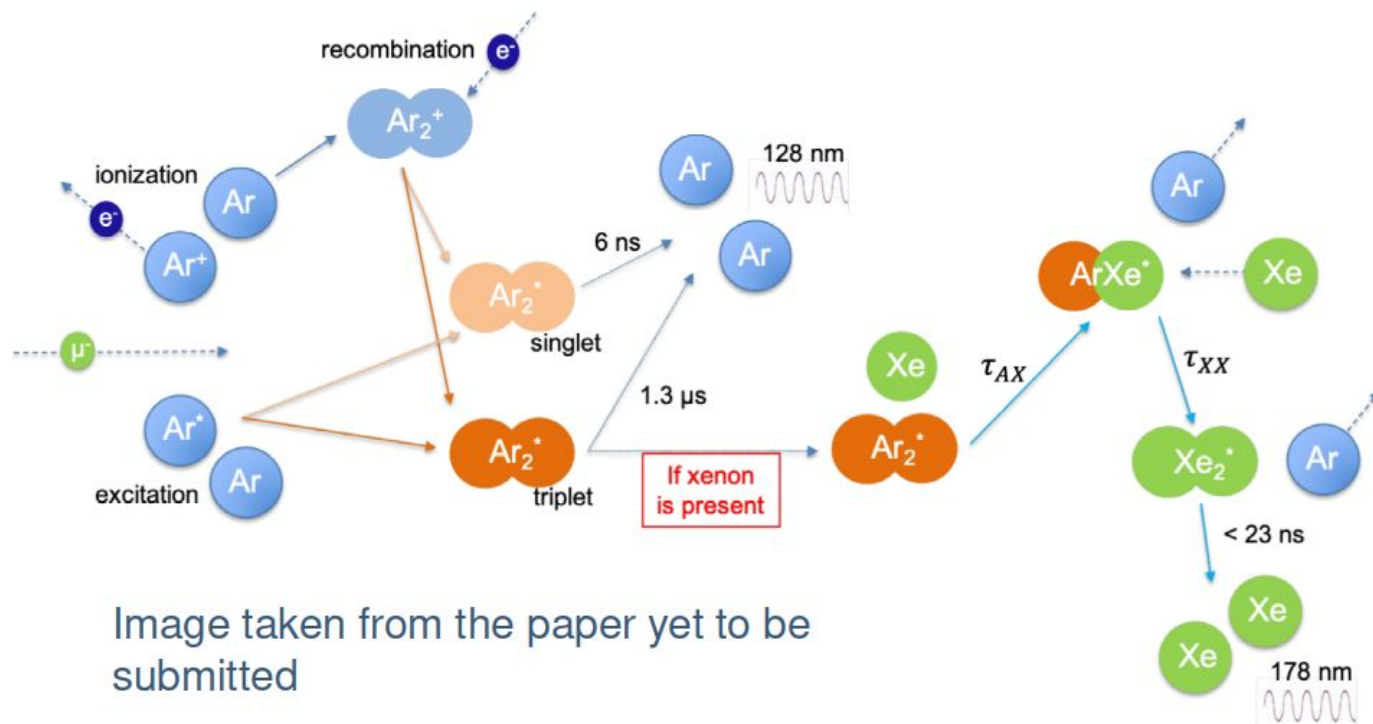 recombination
e-
Ar₂⁺
ionization
Ar
e-
Ar⁺
Ar
128 nm
Ar
6 ns
Ar₂*
singlet
μ-
Ar*
Ar
excitation
Ar₂*
triplet
1.3 μs
If xenon
is present
Xe
Ar₂*
τ_AX
Ar
ArXe*
Xe
τ_XX
Xe₂*
Ar
< 23 ns
Xe
Xe
178 nm
Image taken from the paper yet to be
submitted